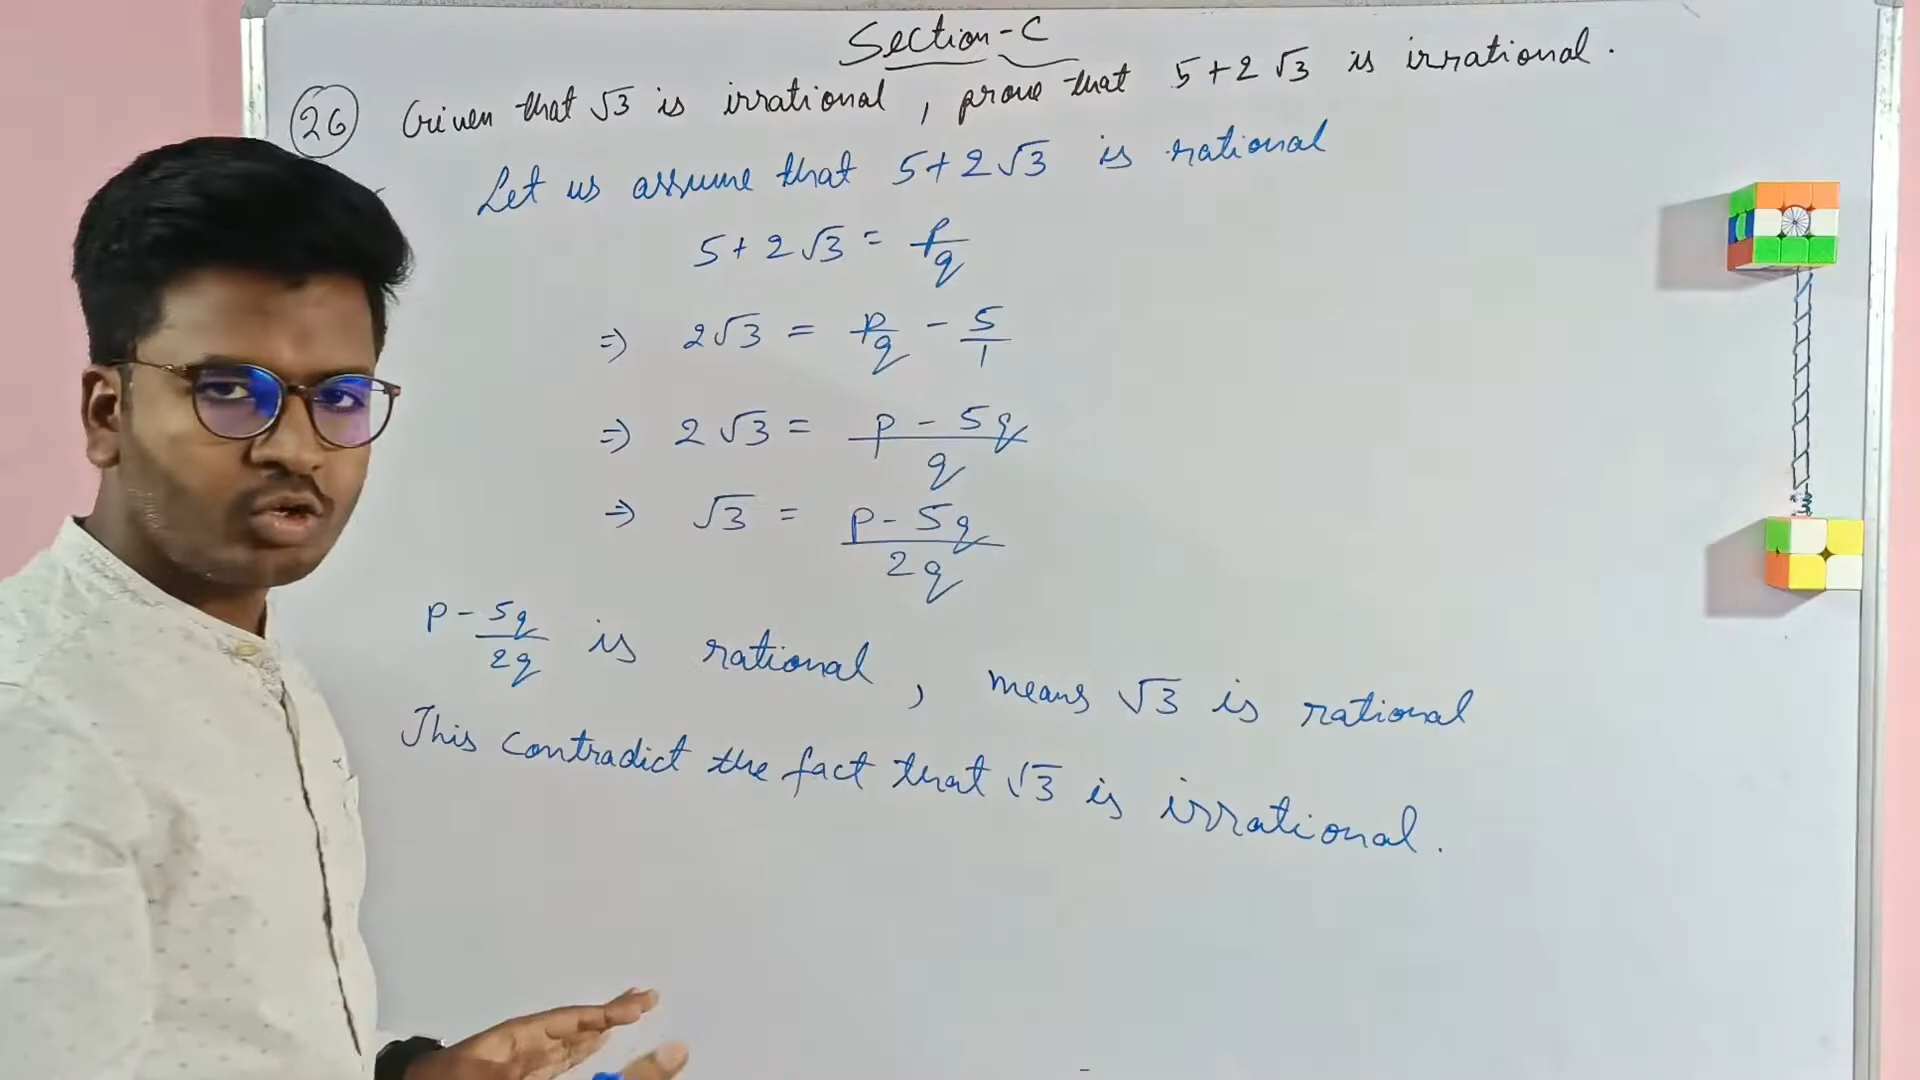 Section-C
26 Given that √3 is irrational, prove that 5+2√3 is irrational.
Let us assume that 5+2√3 is rational
5+2√3 = p/q
⇒ 2√3 = p/q - 5/1
⇒ 2√3 = p-5q/q
⇒ √3 = p-5q/2q
p-5q/2q is rational, means √3 is rational
This contradict the fact that √3 is irrational.